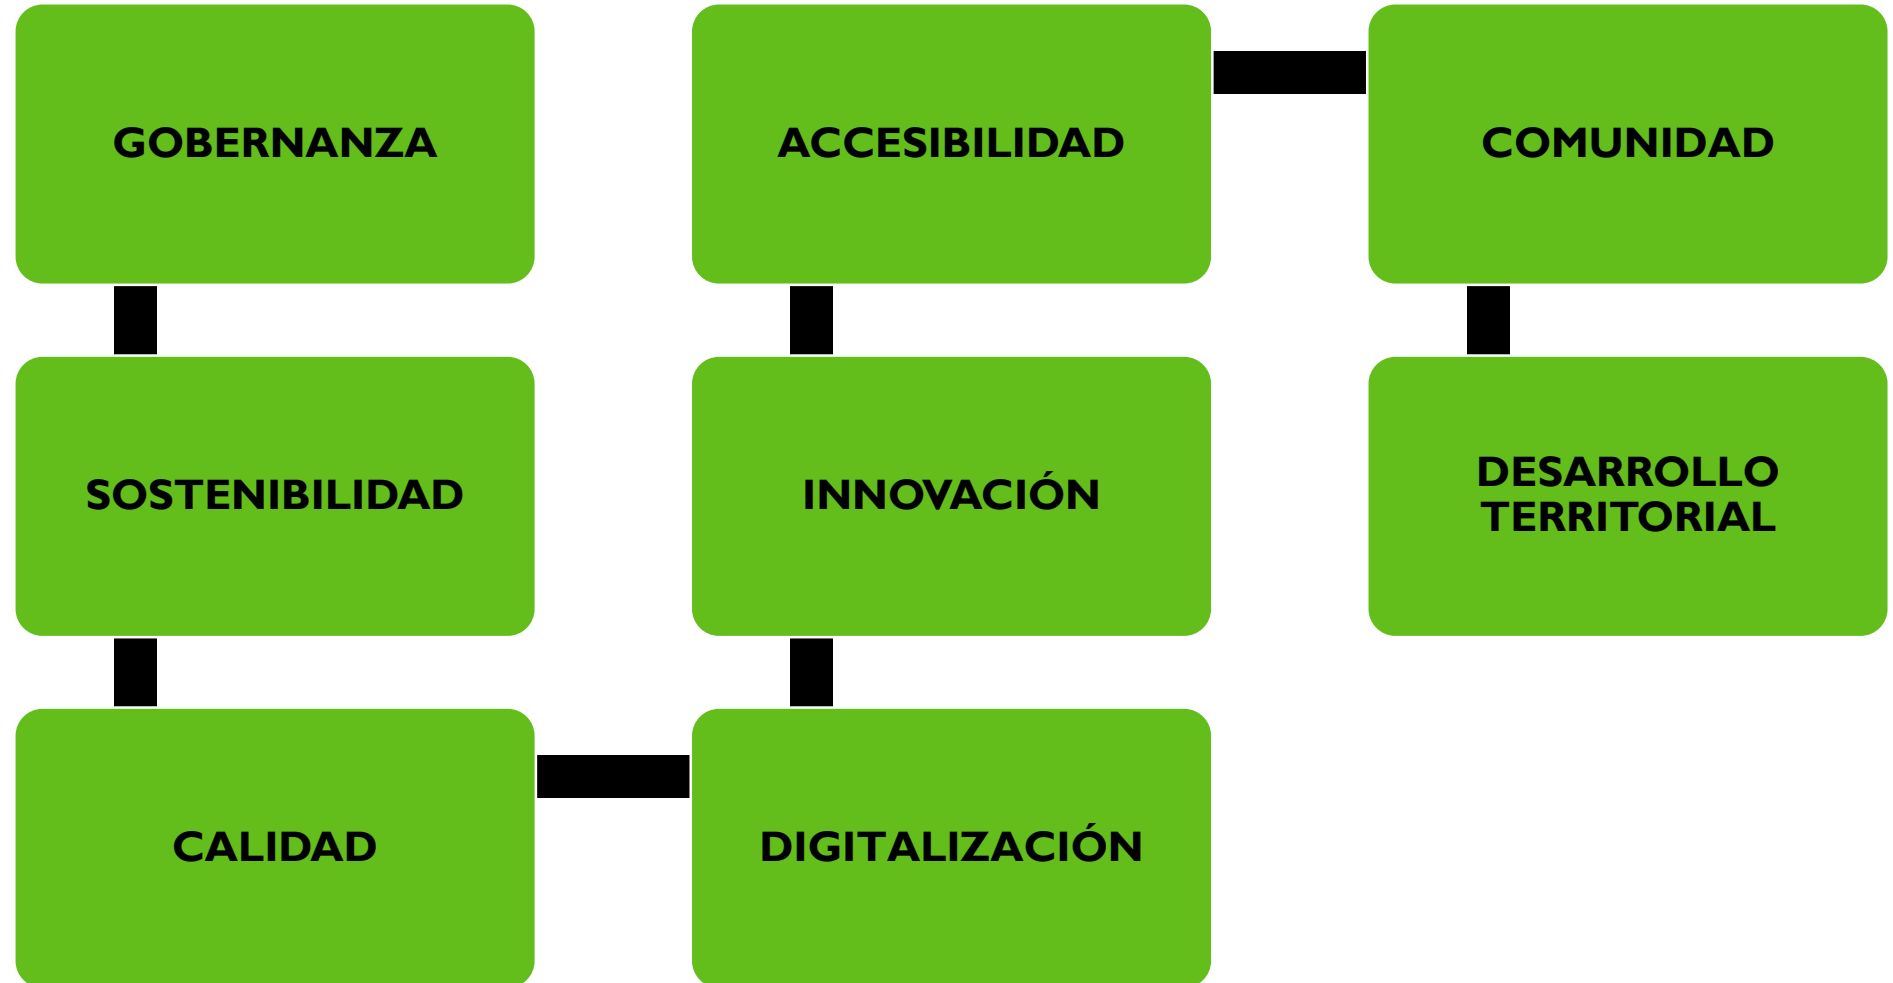 GOBERNANZA
SOSTENIBILIDAD
CALIDAD
DIGITALIZACIÓN
INNOVACIÓN
ACCESIBILIDAD
COMUNIDAD
DESARROLLO
TERRITORIAL